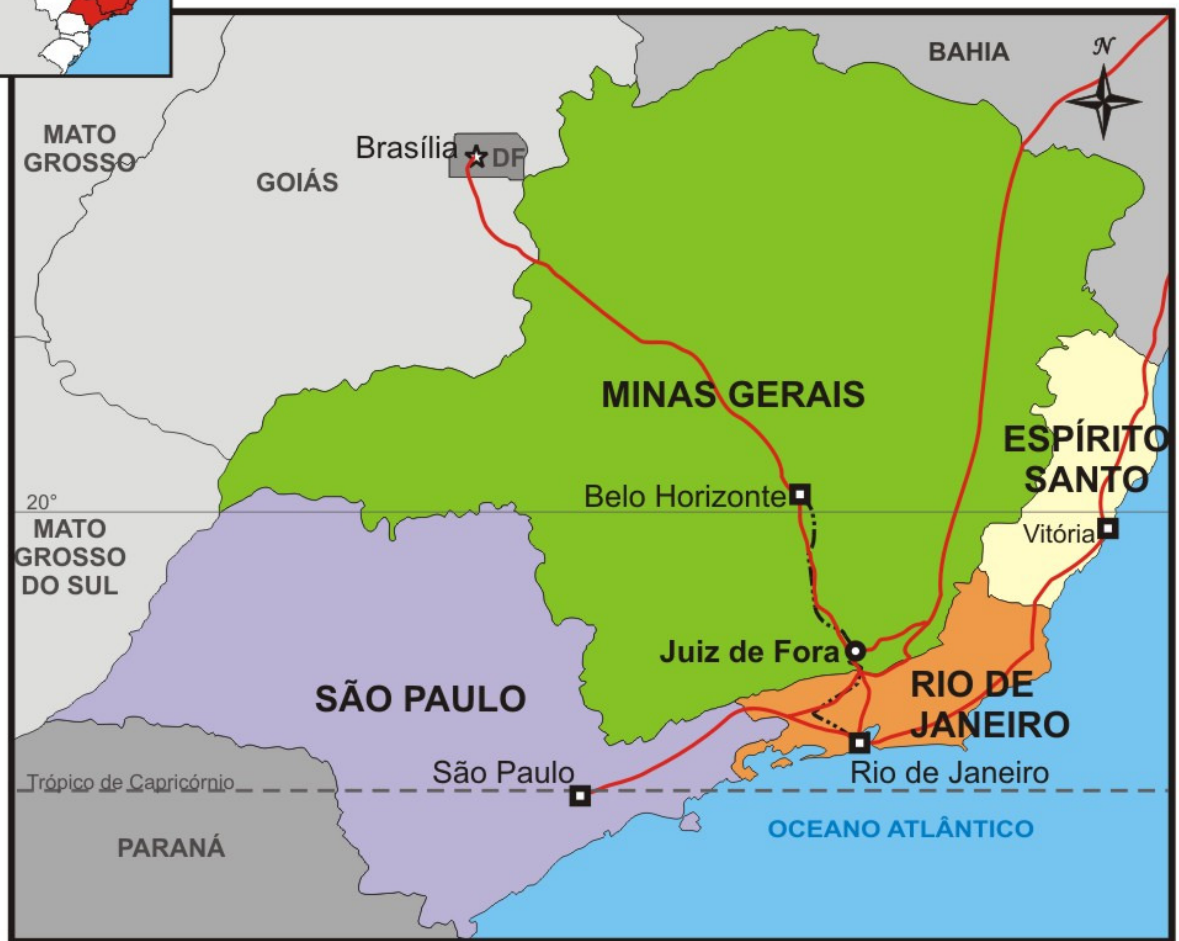 BAHIA
N
MATO
GROSSO
Brasília
DF
GOIÁS
MINAS GERAIS
ESPÍRITO
SANTO
Belo Horizonte
20°
MATO
GROSSO
DO SUL
Vitória
Juiz de Fora
SÃO PAULO
RIO DE
JANEIRO
São Paulo
Rio de Janeiro
Trópico de Capricórnio
OCEANO ATLÂNTICO
PARANÁ